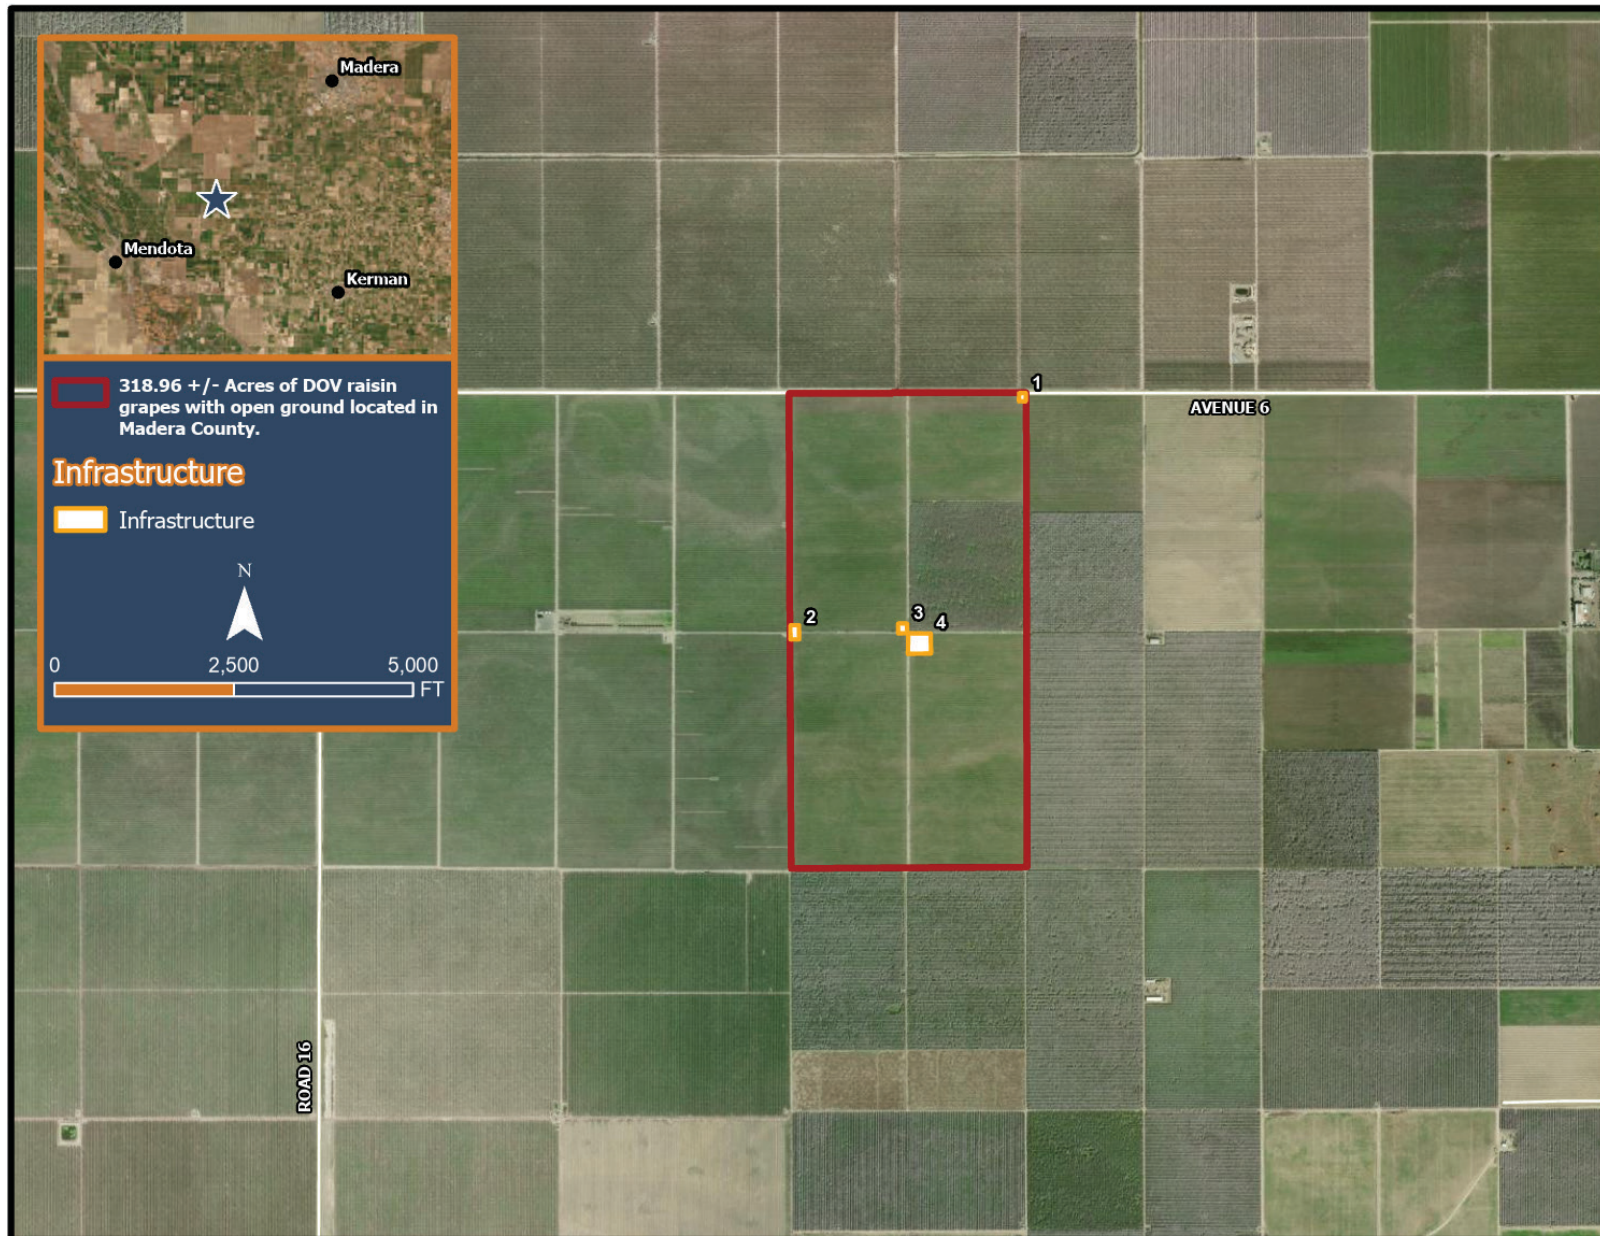 Madera
Mendota
Kerman
318.96 +/- Acres of DOV raisin
grapes with open ground located in
Madera County.
Infrastructure
Infrastructure
N
0 2,500 5,000
FT
1
AVENUE 6
2
3
4
ROAD 16